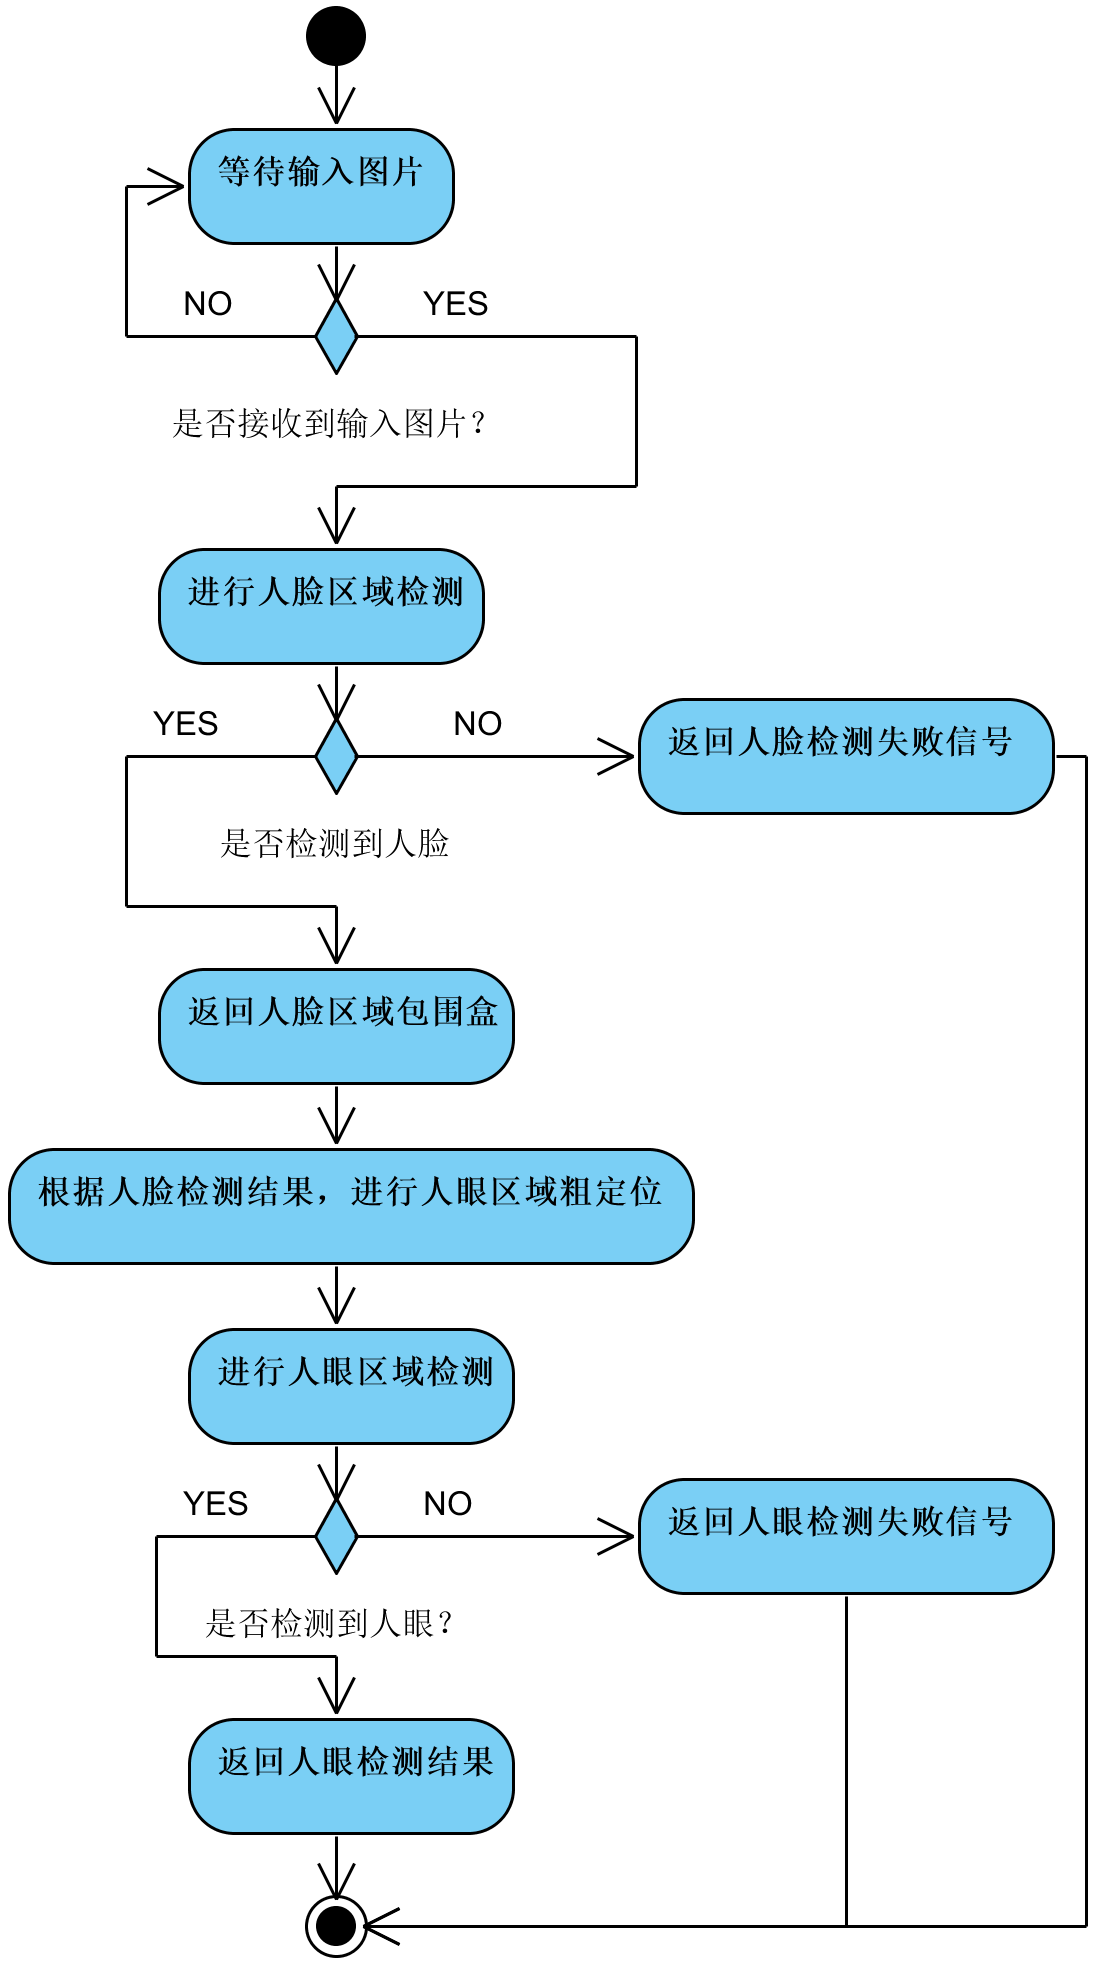 等待输入图片
NO
YES
是否接收到输入图片？
进行人脸区域检测
YES
NO
返回人脸检测失败信号
是否检测到人脸
返回人脸区域包围盒
根据人脸检测结果，进行人眼区域粗定位
进行人眼区域检测
YES
NO
返回人眼检测失败信号
是否检测到人眼？
返回人眼检测结果